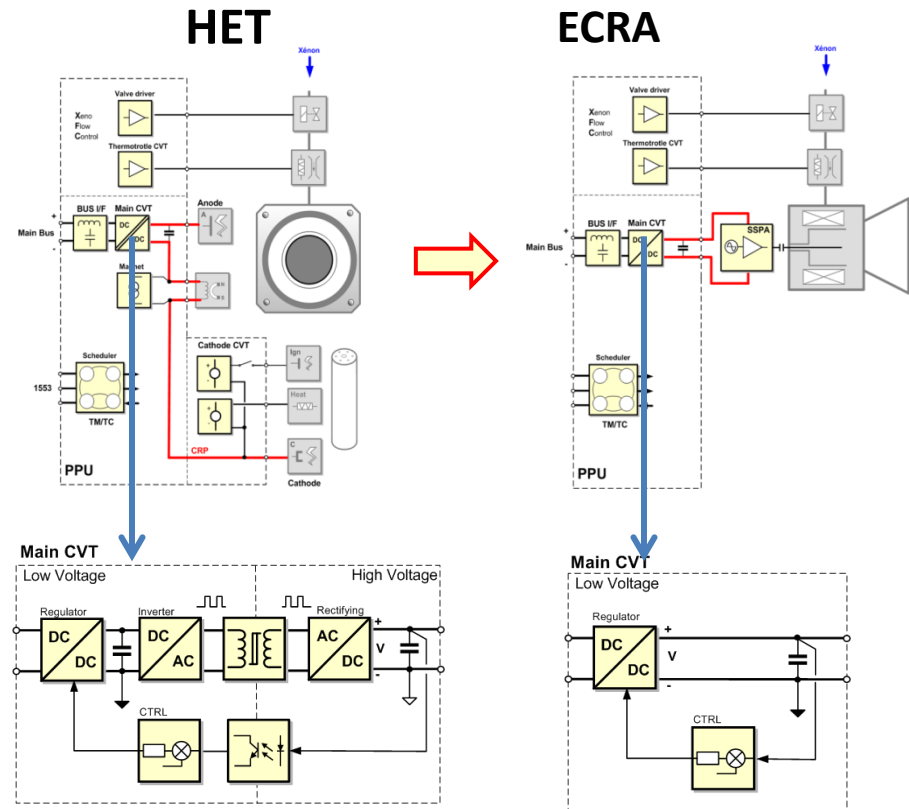 HET
ECRA
Xénon
Xénon
Valve driver
Xeno
Flow
Control
Thermotrotle CVT
BUS I/F
Main CVT
Anode
A
+
Main Bus
-
DC
DC
Magnet
N
S
Scheduler
1553
TM/TC
Cathode CVT
+
-
Ign
+
-
Heat
CRP
C
Cathode
PPU
Valve driver
Xenon
Flow
Control
Thermotrotle CVT
BUS I/F
Main CVT
SSPA
+
Main Bus
-
DC
DC
Scheduler
TM/TC
PPU
Main CVT
Low Voltage
High Voltage
Regulator
Inverter
Rectifying
DC
DC
DC
AC
AC
DC
+
V
-
CTRL
Main CVT
Low Voltage
Regulator
DC
DC
+
V
-
CTRL